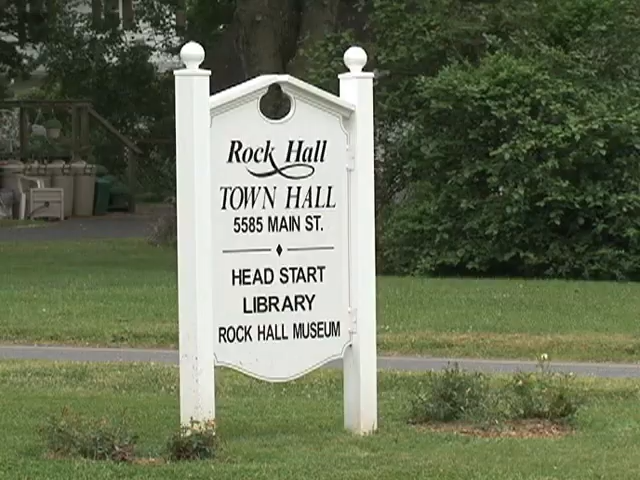 Rock Hall
TOWN HALL
5585 MAIN ST.
HEAD START
LIBRARY
ROCK HALL MUSEUM